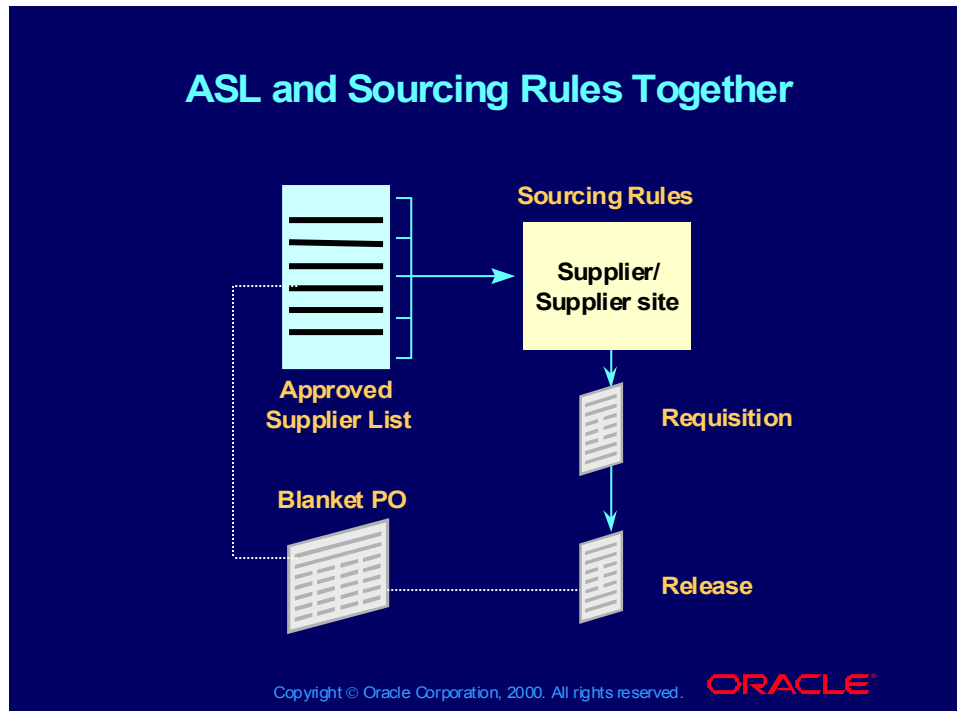 ASL and Sourcing Rules Together
Sourcing Rules
Supplier/
Supplier site
Approved
Supplier List
Requisition
Blanket PO
Release
Copyright © Oracle Corporation, 2000. All rights reserved.
ORACLE®